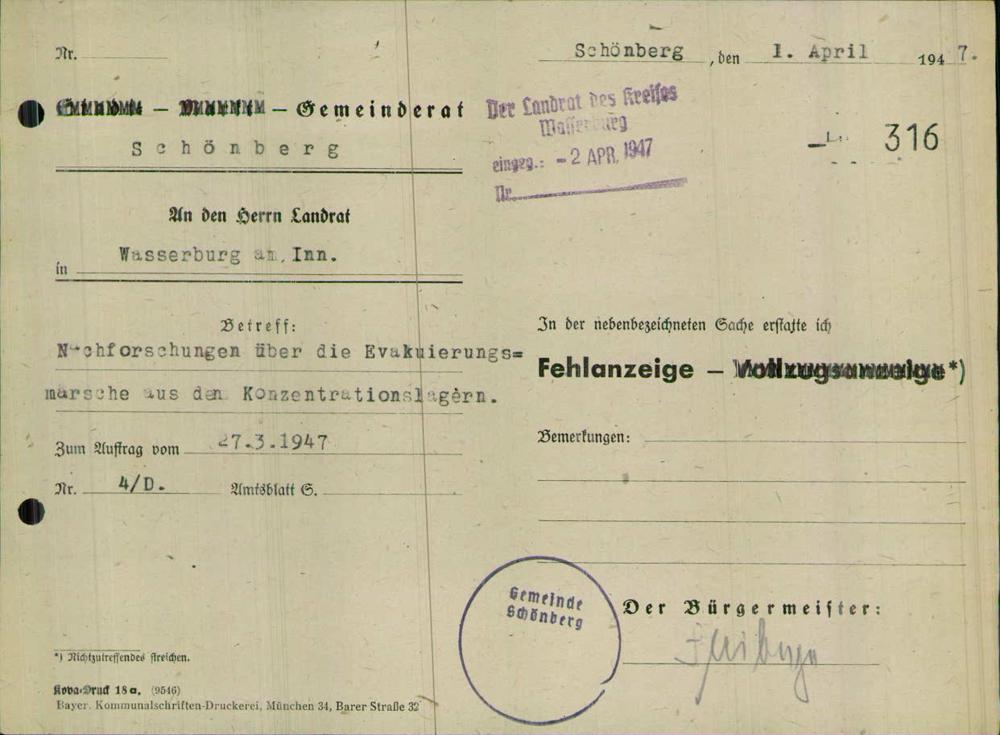 Nr.
Schönberg, den 1. April 1947.
– Gemeinderat
Schönberg
Der Landrat des Kreises
Wasserburg
eingeg.: - 2 APR. 1947
Nr.
316
An den Herrn Landrat
in Wasserburg am Inn.
Betreff:
Nachforschungen über die Evakuierungs=
märsche aus den Konzentrationslagern.
Zum Auftrag vom 27.3.1947
Nr. 4/D. Amtsblatt S.
In der nebenbezeichneten Sache erstatte ich
Fehlanzeige – Vollzugsanzeige*)
Bemerkungen:
Gemeinde
Schönberg
Der Bürgermeister:
*) Nichtzutreffendes streichen.
Kova-Druck 18a. (9546)
Bayer. Kommunalschriften-Druckerei, München 34, Barer Straße 32